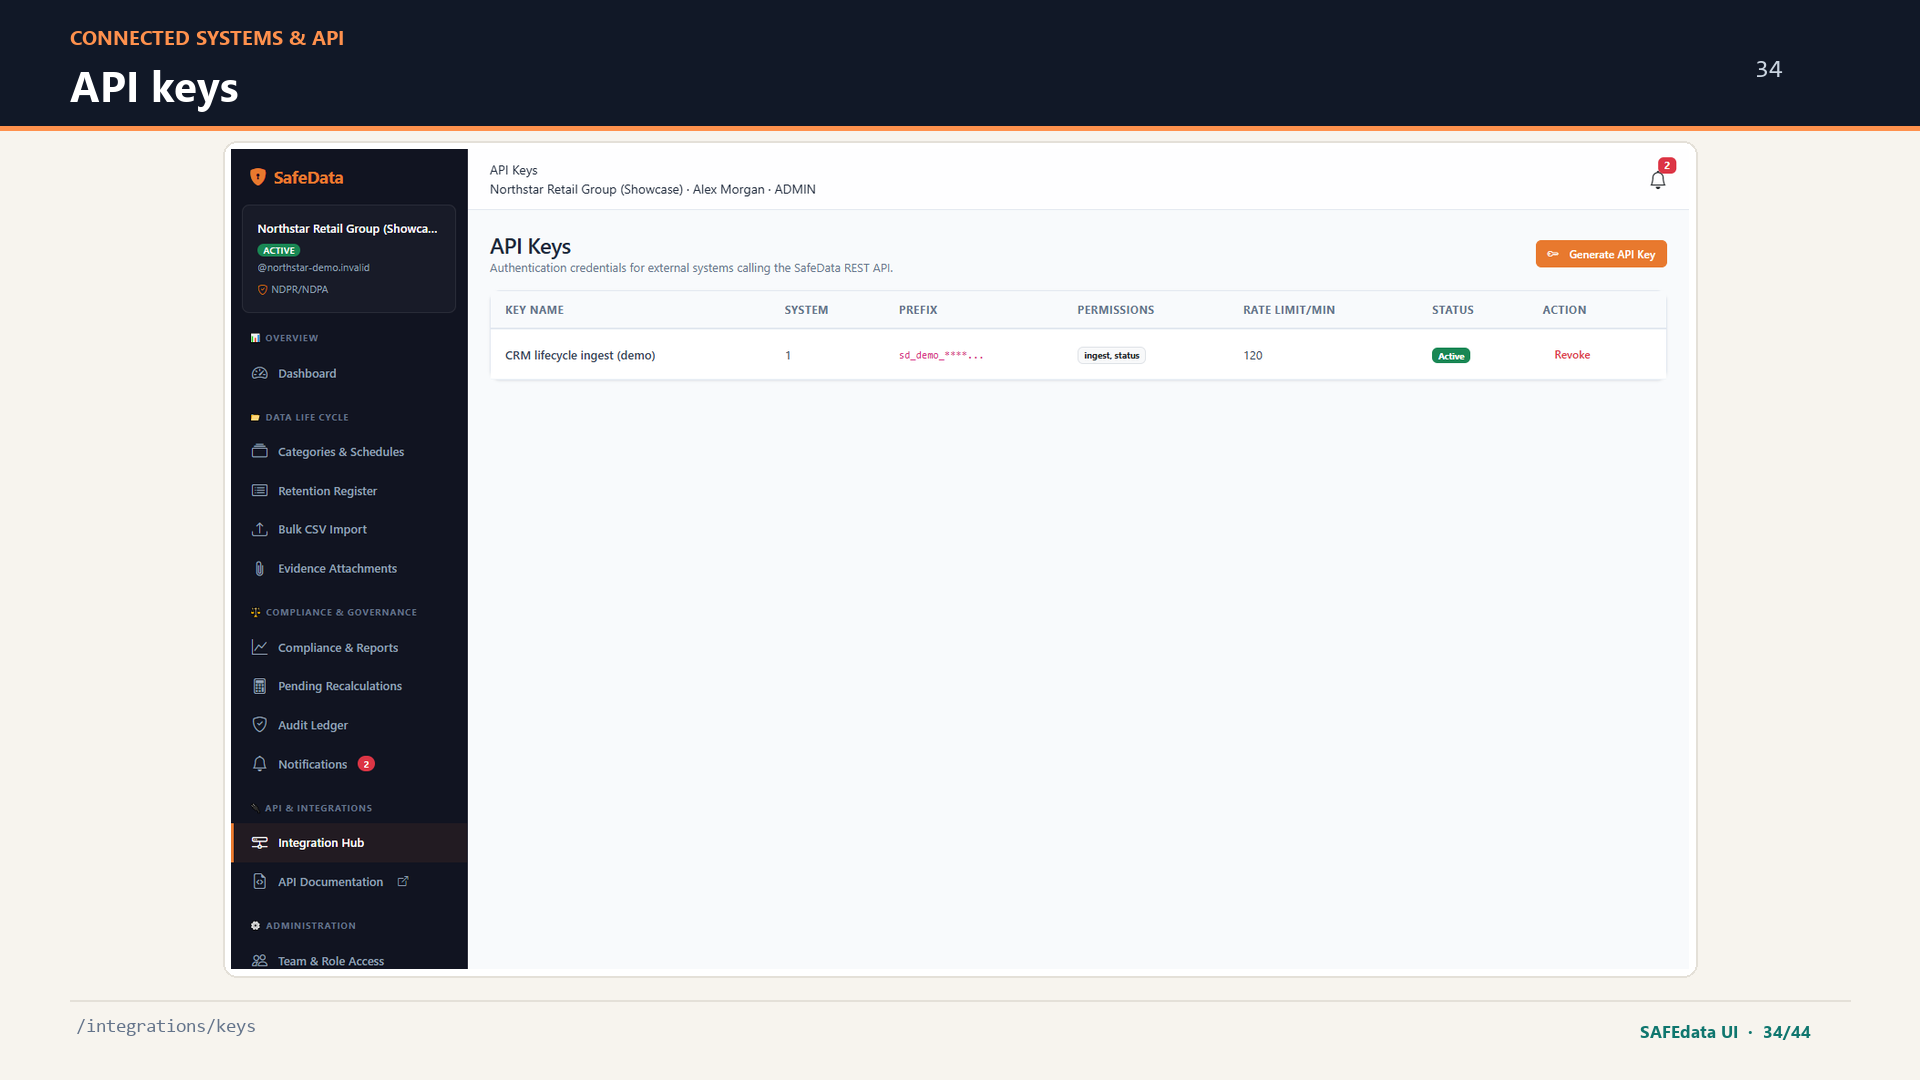 CONNECTED SYSTEMS & API
API keys
34
SafeData
Northstar Retail Group (Showca...
ACTIVE
@northstar-demo.invalid
NDPR/NDPA
OVERVIEW
Dashboard
DATA LIFE CYCLE
Categories & Schedules
Retention Register
Bulk CSV Import
Evidence Attachments
COMPLIANCE & GOVERNANCE
Compliance & Reports
Pending Recalculations
Audit Ledger
Notifications 2
API & INTEGRATIONS
Integration Hub
API Documentation
ADMINISTRATION
Team & Role Access
API Keys
Northstar Retail Group (Showcase) · Alex Morgan · ADMIN
2
API Keys
Authentication credentials for external systems calling the SafeData REST API.
Generate API Key
KEY NAME SYSTEM PREFIX PERMISSIONS RATE LIMIT/MIN STATUS ACTION
CRM lifecycle ingest (demo) 1 sd_demo_****... ingest, status 120 Active Revoke
/integrations/keys
SAFEdata UI · 34/44